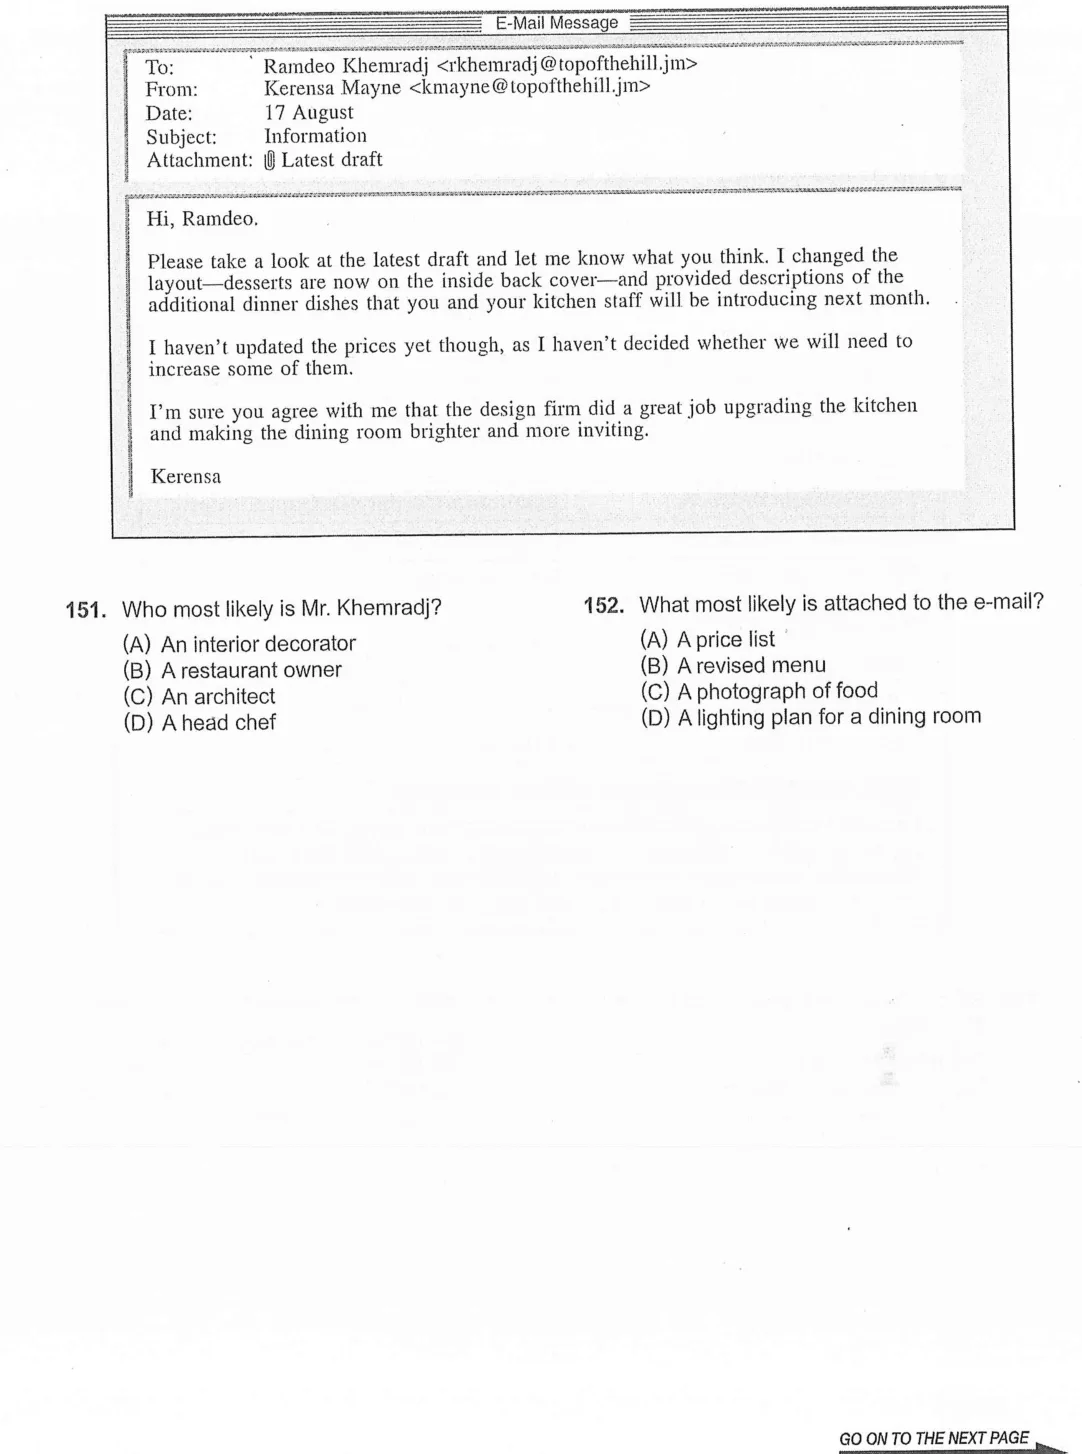 E-Mail Message
To: Ramdeo Khemradj <rkhemradj@topofthehill.jm>
From: Kerensa Mayne <kmayne@topofthehill.jm>
Date: 17 August
Subject: Information
Attachment: Latest draft
Hi, Ramdeo.
Please take a look at the latest draft and let me know what you think. I changed the
layout—desserts are now on the inside back cover—and provided descriptions of the
additional dinner dishes that you and your kitchen staff will be introducing next month.
I haven't updated the prices yet though, as I haven't decided whether we will need to
increase some of them.
I'm sure you agree with me that the design firm did a great job upgrading the kitchen
and making the dining room brighter and more inviting.
Kerensa
151. Who most likely is Mr. Khemradj?
(A) An interior decorator
(B) A restaurant owner
(C) An architect
(D) A head chef
152. What most likely is attached to the e-mail?
(A) A price list
(B) A revised menu
(C) A photograph of food
(D) A lighting plan for a dining room
GO ON TO THE NEXT PAGE